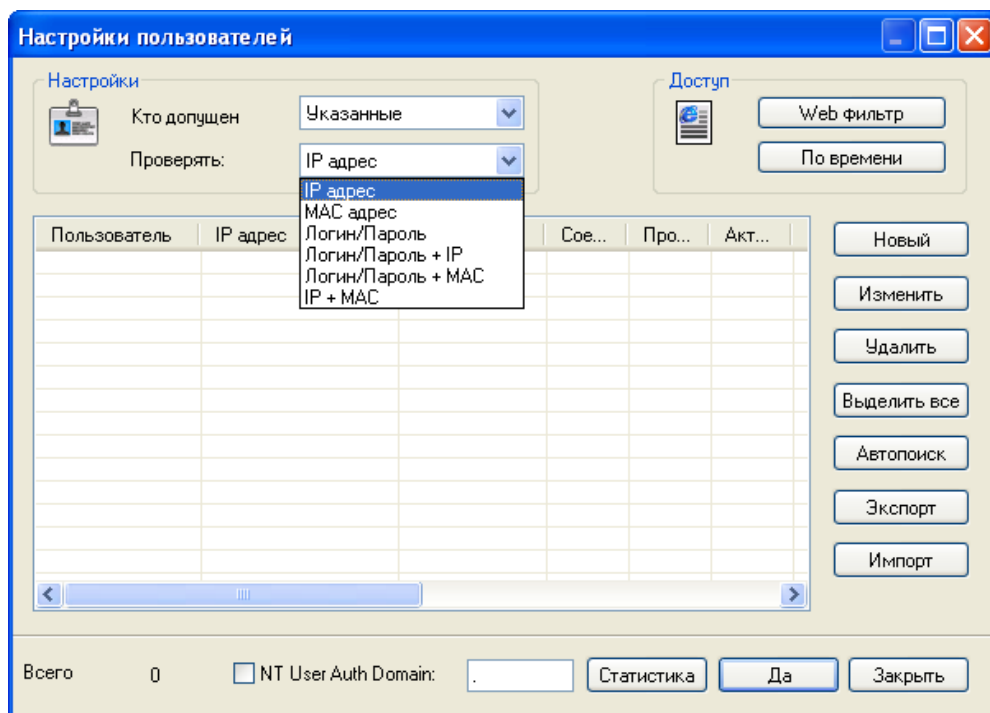 Настройки пользователей
Настройки
Доступ
Кто допущен Указанные
Web фильтр
Проверять: IP адрес
По времени
IP адрес
MAC адрес
Логин/Пароль
Логин/Пароль + IP
Логин/Пароль + MAC
IP + MAC
Пользователь IP адрес Сое... Про... Акт...
Новый
Изменить
Удалить
Выделить все
Автопоиск
Экспорт
Импорт
Всего 0 NT User Auth Domain: . Статистика Да Закрыть